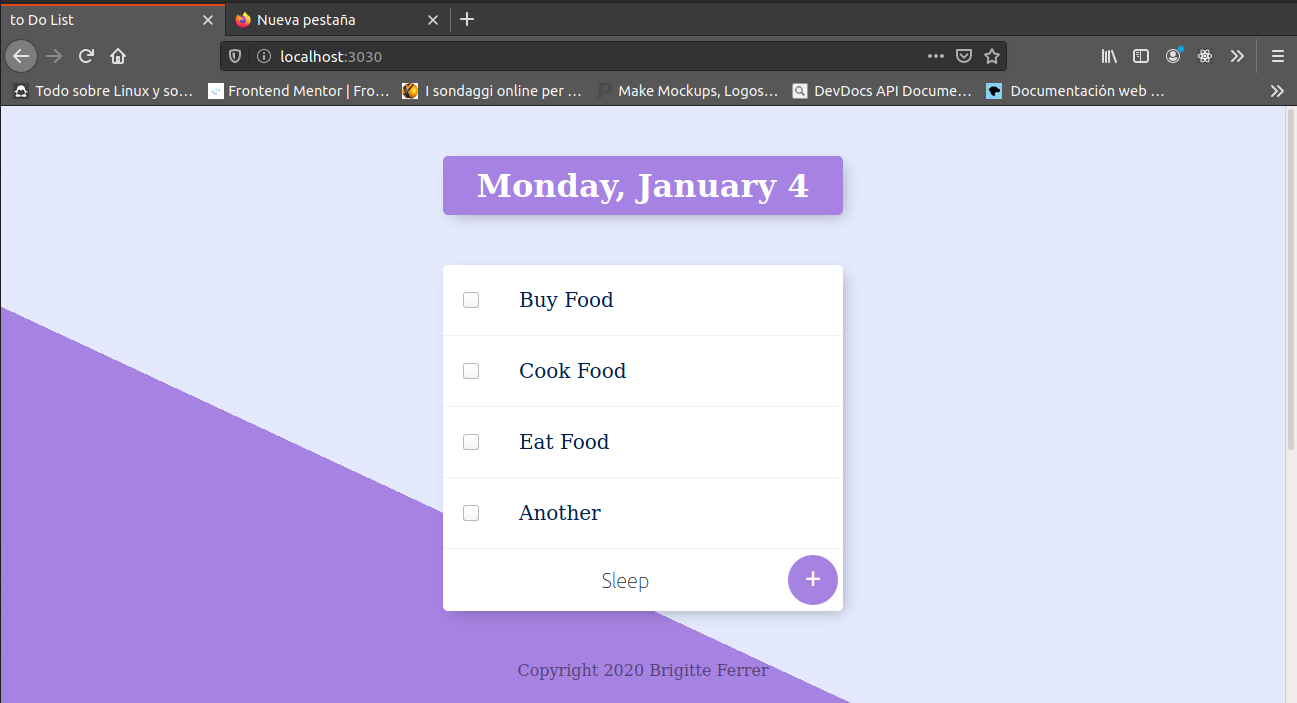 to Do List
Nueva pestaña
localhost:3030
Todo sobre Linux y so…
Frontend Mentor | Fro…
I sondaggi online per …
Make Mockups, Logos…
DevDocs API Docume…
Documentación web …
Monday, January 4
Buy Food
Cook Food
Eat Food
Another
Sleep
+
Copyright 2020 Brigitte Ferrer